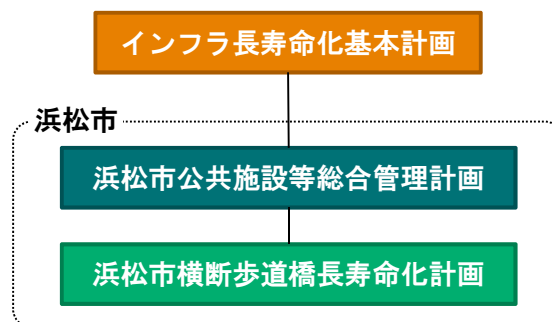 インフラ長寿命化基本計画
浜松市
浜松市公共施設等総合管理計画
浜松市横断歩道橋長寿命化計画